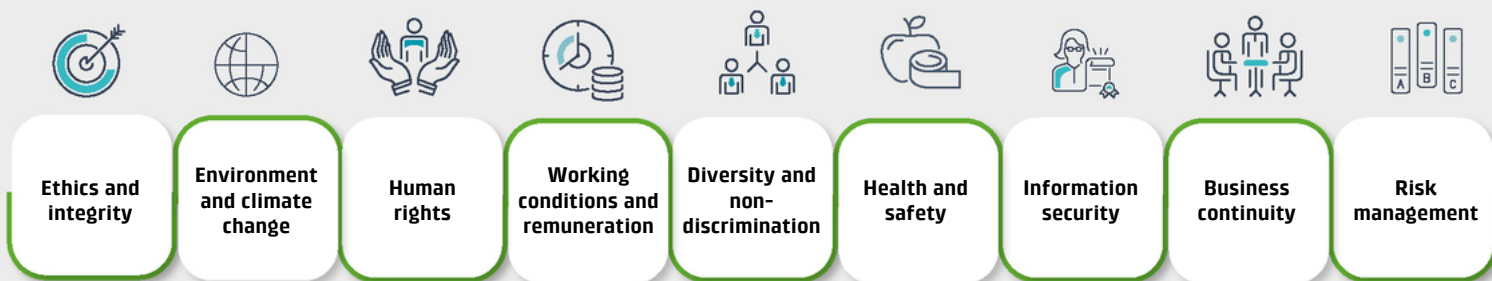 A B C
Ethics and
integrity
Environment
and climate
change
Human
rights
Working
conditions and
remuneration
Diversity and
non-
discrimination
Health and
safety
Information
security
Business
continuity
Risk
management